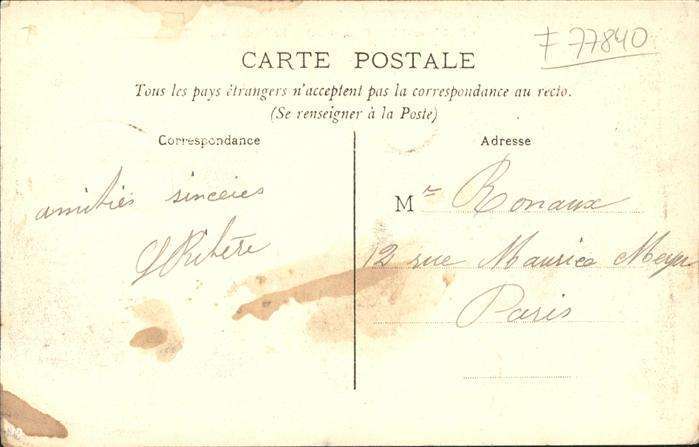 F 77840
CARTE POSTALE
Tous les pays étrangers n'acceptent pas la correspondance au recto.
(Se renseigner à la Poste)
Correspondance
Adresse
amitiés sincères
Mr Ronaux
12 rue Maurice Meyer
Paris